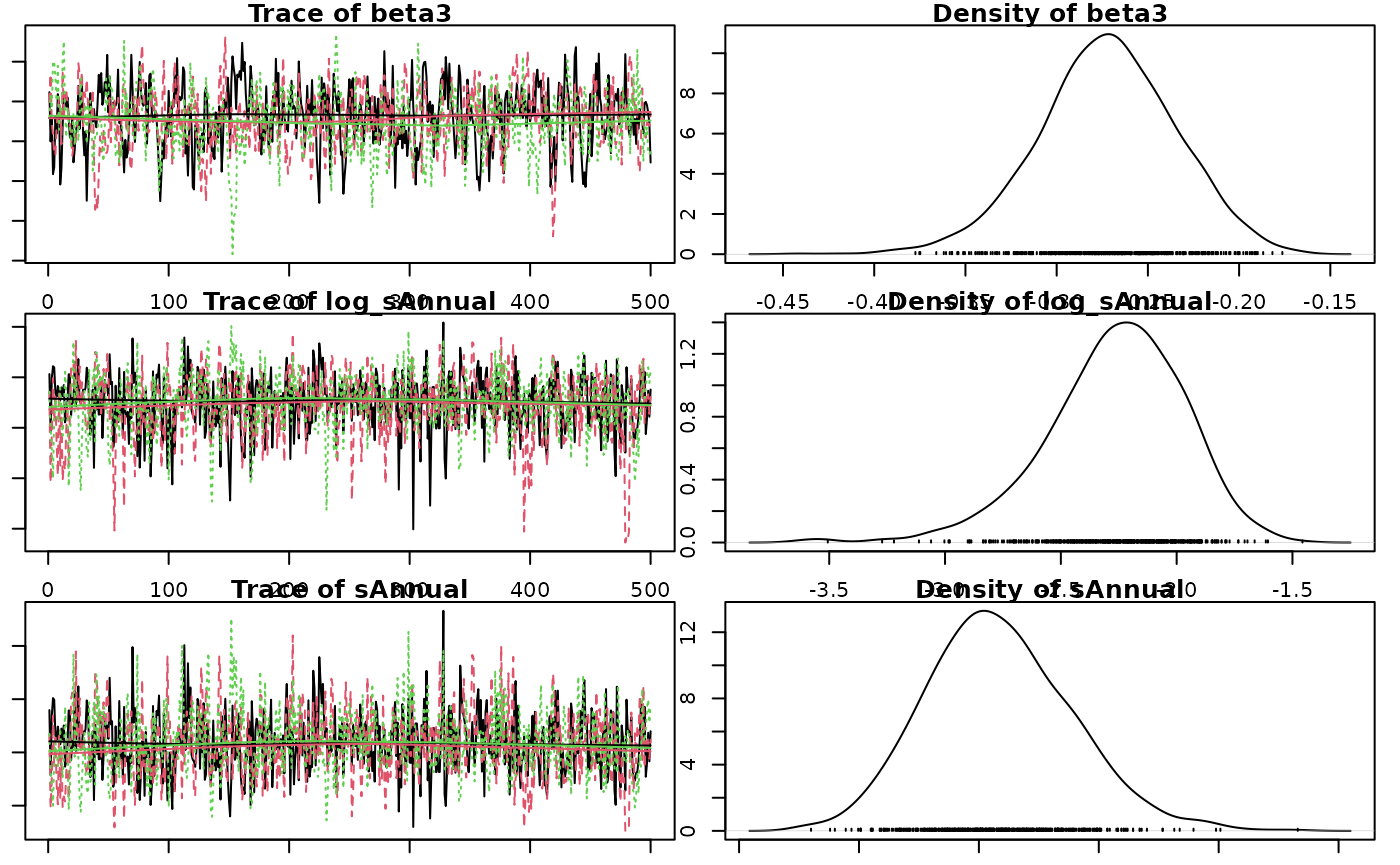 Trace of beta3
Density of beta3
0 2 4 6 8
0 100 200 300 400 500
-0.45 -0.40 -0.35 -0.30 -0.25 -0.20 -0.15
Trace of log_sAnnual
Density of log_sAnnual
0.0 0.4 0.8 1.2
0 100 200 300 400 500
-3.5 -3.0 -2.5 -2.0 -1.5
Trace of sAnnual
Density of sAnnual
0 4 8 12